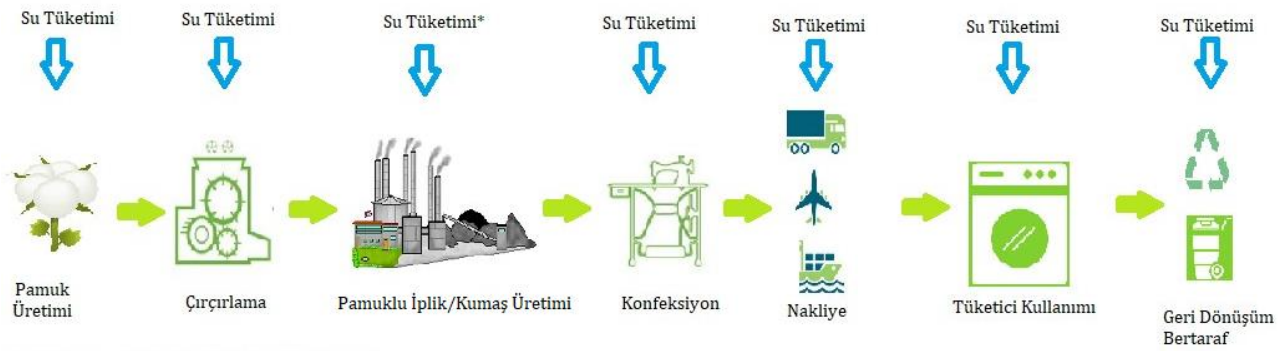 Su Tüketimi
Su Tüketimi
Su Tüketimi*
Su Tüketimi
Su Tüketimi
Su Tüketimi
Su Tüketimi
Pamuk
Üretimi
Çırçırlama
Pamuklu İplik/Kumaş Üretimi
Konfeksiyon
Nakliye
Tüketici Kullanımı
Geri Dönüşüm
Bertaraf